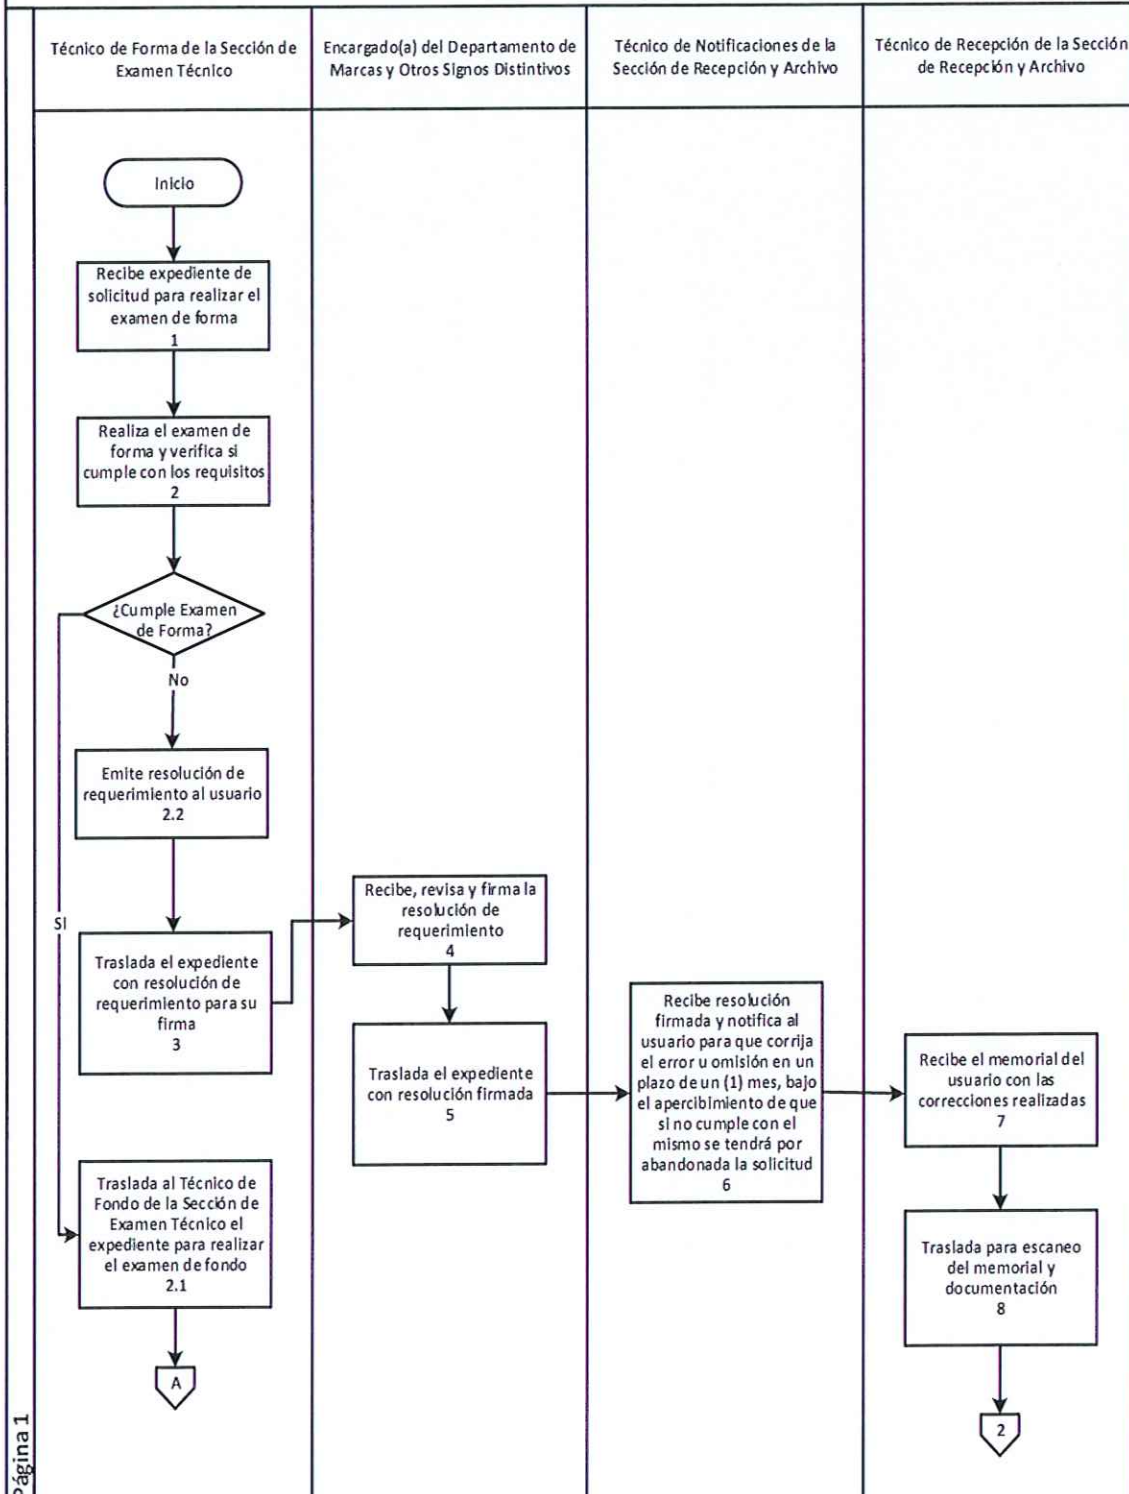 Técnico de Forma de la Sección de
Examen Técnico
Encargado(a) del Departamento de
Marcas y Otros Signos Distintivos
Técnico de Notificaciones de la
Sección de Recepción y Archivo
Técnico de Recepción de la Sección
de Recepción y Archivo
Inicio
Recibe expediente de
solicitud para realizar el
examen de forma
1
Realiza el examen de
forma y verifica si
cumple con los requisitos
2
¿Cumple Examen
de Forma?
No
SI
Emite resolución de
requerimiento al usuario
2.2
Traslada el expediente
con resolución de
requerimiento para su
firma
3
Recibe, revisa y firma la
resolución de
requerimiento
4
Traslada el expediente
con resolución firmada
5
Recibe resolución
firmada y notifica al
usuario para que corrija
el error u omisión en un
plazo de un (1) mes, bajo
el apercibimiento de que
si no cumple con el
mismo se tendrá por
abandonada la solicitud
6
Recibe el memorial del
usuario con las
correcciones realizadas
7
Traslada para escaneo
del memorial y
documentación
8
2
Traslada al Técnico de
Fondo de la Sección de
Examen Técnico el
expediente para realizar
el examen de fondo
2.1
A
Página 1